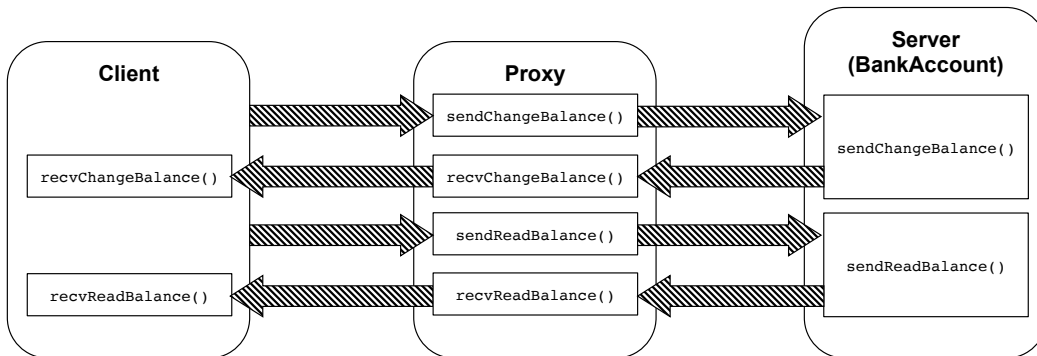 Client
Proxy
Server
(BankAccount)
sendChangeBalance()
sendChangeBalance()
recvChangeBalance()
recvChangeBalance()
sendReadBalance()
sendReadBalance()
recvReadBalance()
recvReadBalance()